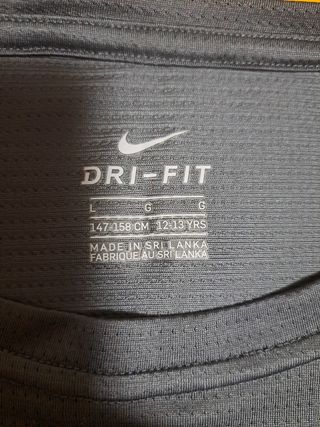 DRI-FIT
L G G
147-158 CM 12-13 YRS
MADE IN SRI LANKA
FABRIQUE AU SRI LANKA